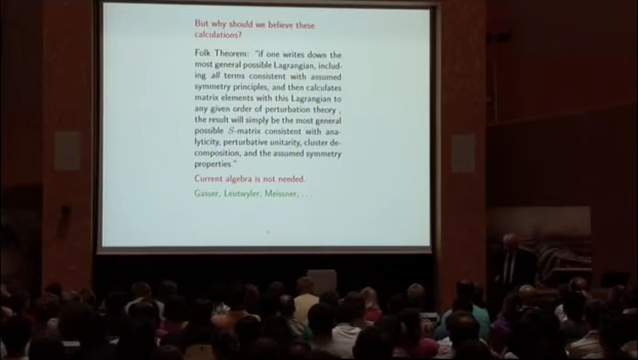 But why should we believe these
calculations?
Folk Theorem: "if one writes down the
most general possible Lagrangian, includ-
ing all terms consistent with assumed
symmetry principles, and then calculates
matrix elements with this Lagrangian to
any given order of perturbation theory ,
the result will simply be the most general
possible S-matrix consistent with ana-
lyticity, perturbative unitarity, cluster de-
composition, and the assumed symmetry
properties."
Current algebra is not needed.
Gasser, Leutwyler, Meissner, . . .